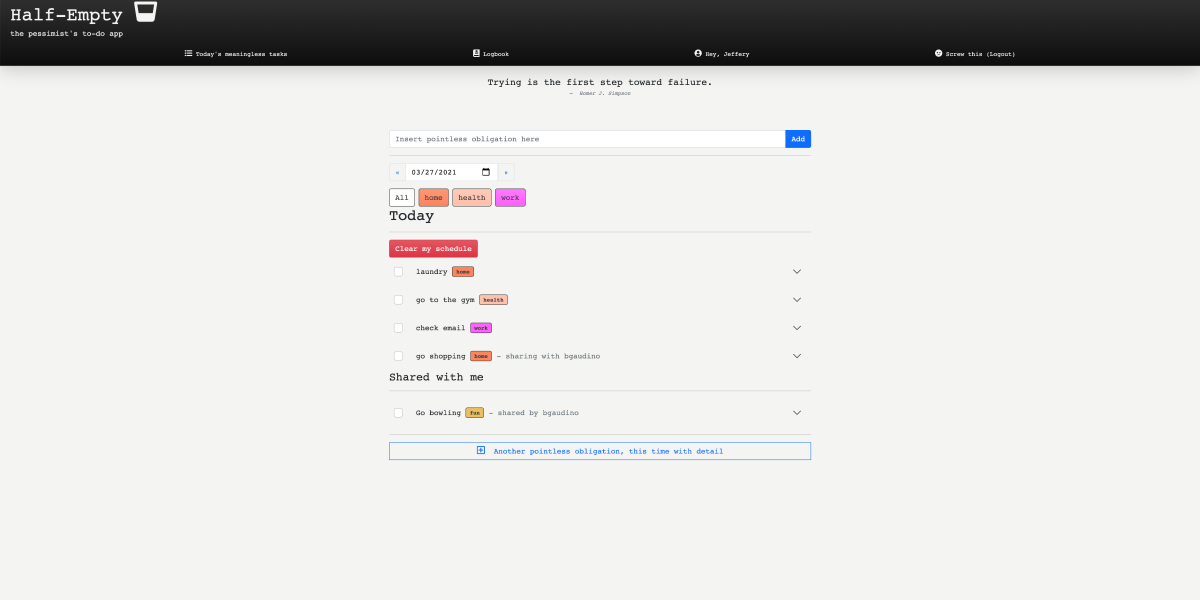 Half-Empty
the pessimist's to-do app
Today's meaningless tasks
Logbook
Hey, Jeffery
Screw this (Logout)
Trying is the first step toward failure.
— Homer J. Simpson
Insert pointless obligation here
Add
« 03/27/2021 »
All home health work
Today
Clear my schedule
laundry home
go to the gym health
check email work
go shopping home - sharing with bgaudino
Shared with me
Go bowling fun - shared by bgaudino
Another pointless obligation, this time with detail